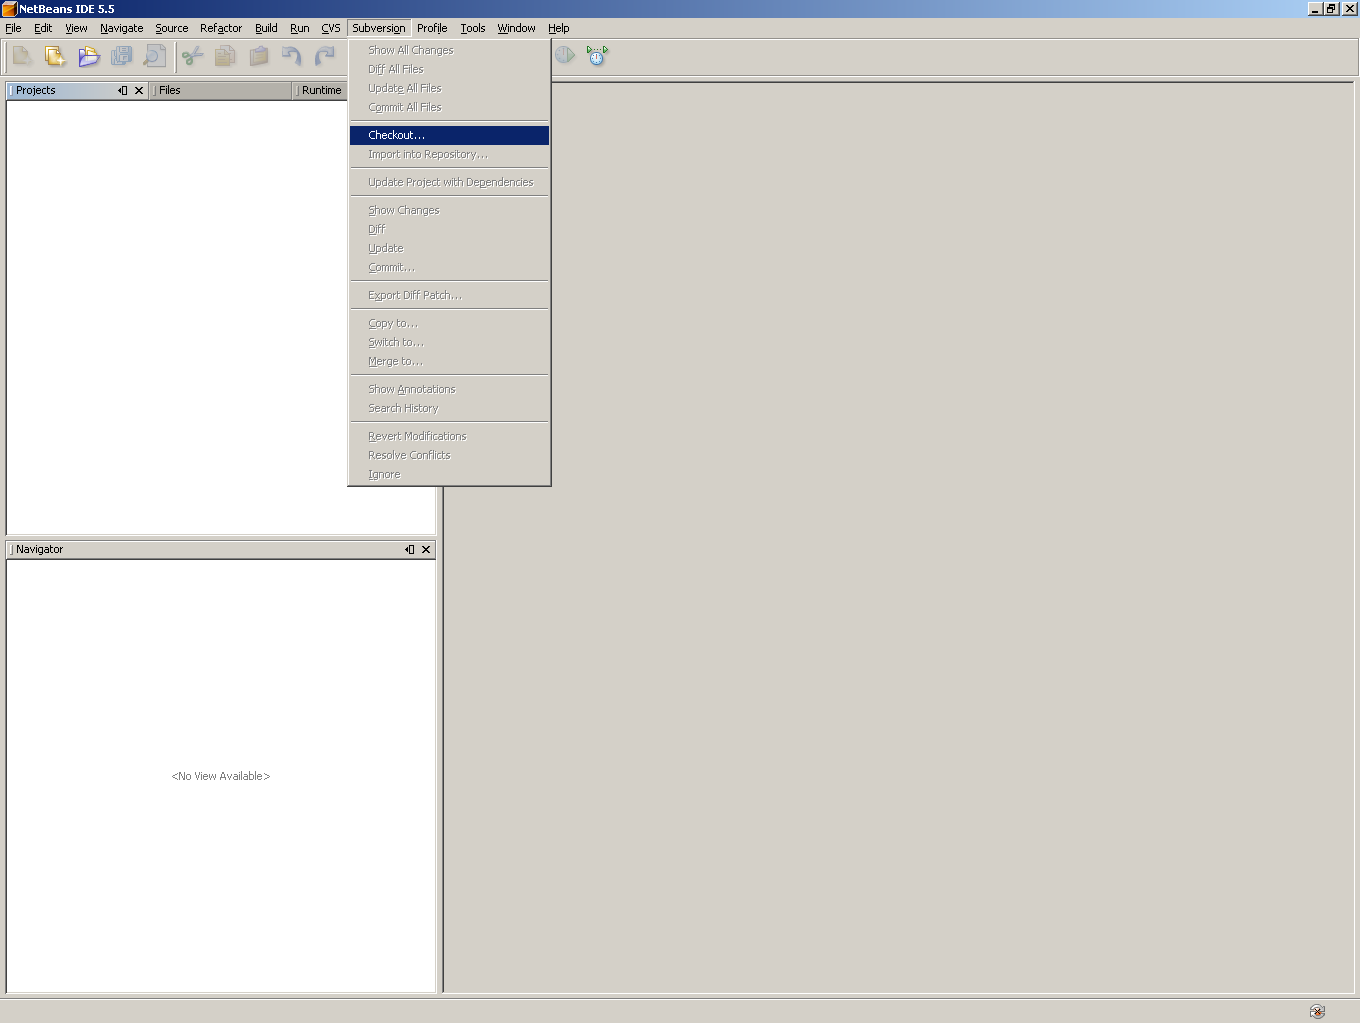 NetBeans IDE 5.5
File Edit View Navigate Source Refactor Build Run CVS Subversion Profile Tools Window Help
Projects
Files
Runtime
Show All Changes
Diff All Files
Update All Files
Commit All Files
Checkout...
Import into Repository...
Update Project with Dependencies
Show Changes
Diff
Update
Commit...
Export Diff Patch...
Copy to...
Switch to...
Merge to...
Show Annotations
Search History
Revert Modifications
Resolve Conflicts
Ignore
Navigator
<No View Available>